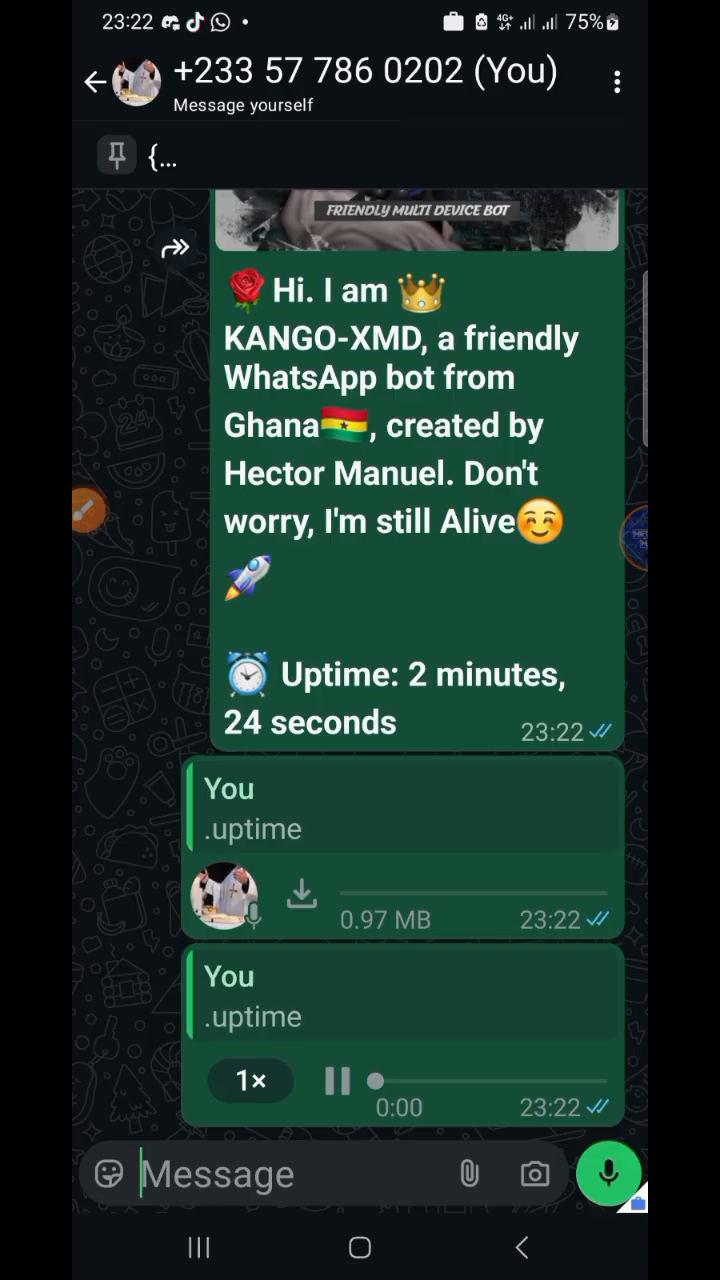 23:22 4G+ 75%
+233 57 786 0202 (You)
Message yourself
{...
FRIENDLY MULTI DEVICE BOT
🌹 Hi. I am 👑
KANGO-XMD, a friendly
WhatsApp bot from
Ghana🇬🇭, created by
Hector Manuel. Don't
worry, I'm still Alive☺️
🚀
⏰ Uptime: 2 minutes,
24 seconds
23:22
You
.uptime
0.97 MB 23:22
You
.uptime
1×
0:00 23:22
Message